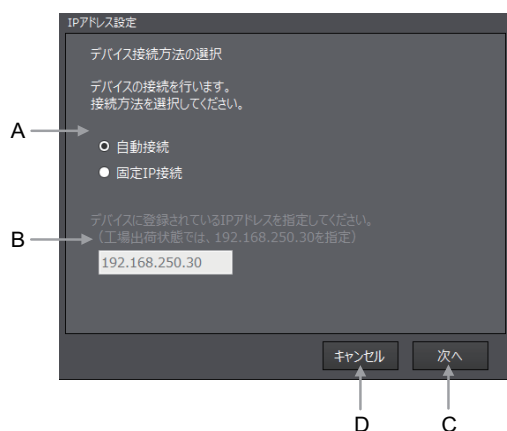 IPアドレス設定
デバイス接続方法の選択
デバイスの接続を行います。
接続方法を選択してください。
A
自動接続
固定IP接続
デバイスに登録されているIPアドレスを指定してください。
B
(工場出荷状態では、192.168.250.30を指定)
192.168.250.30
キャンセル
次へ
D
C